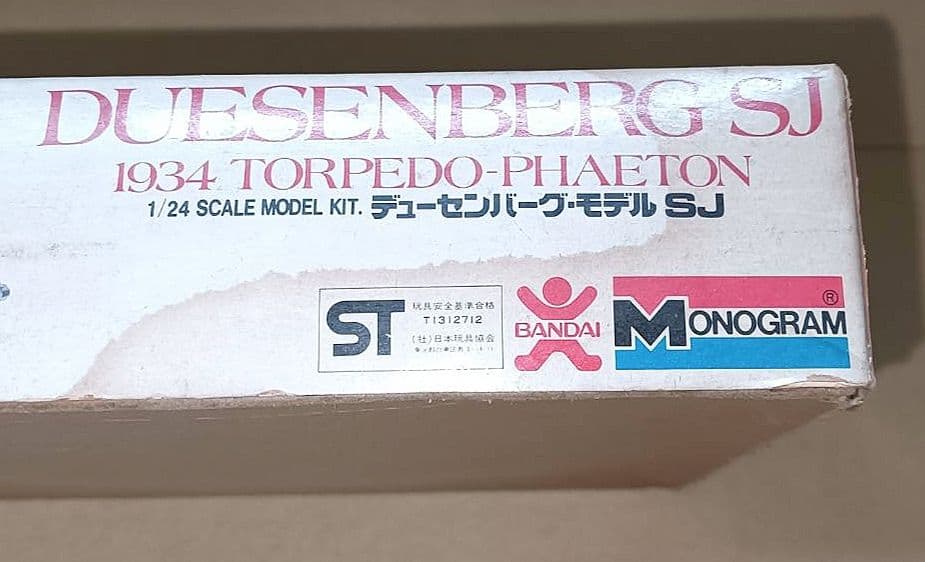 DUESENBERG SJ
1934 TORPEDO-PHAETON
1/24 SCALE MODEL KIT. デューセンバーグ・モデル SJ
ST
玩具安全基準合格
T1312712
(社)日本玩具協会
BANDAI
MONOGRAM®